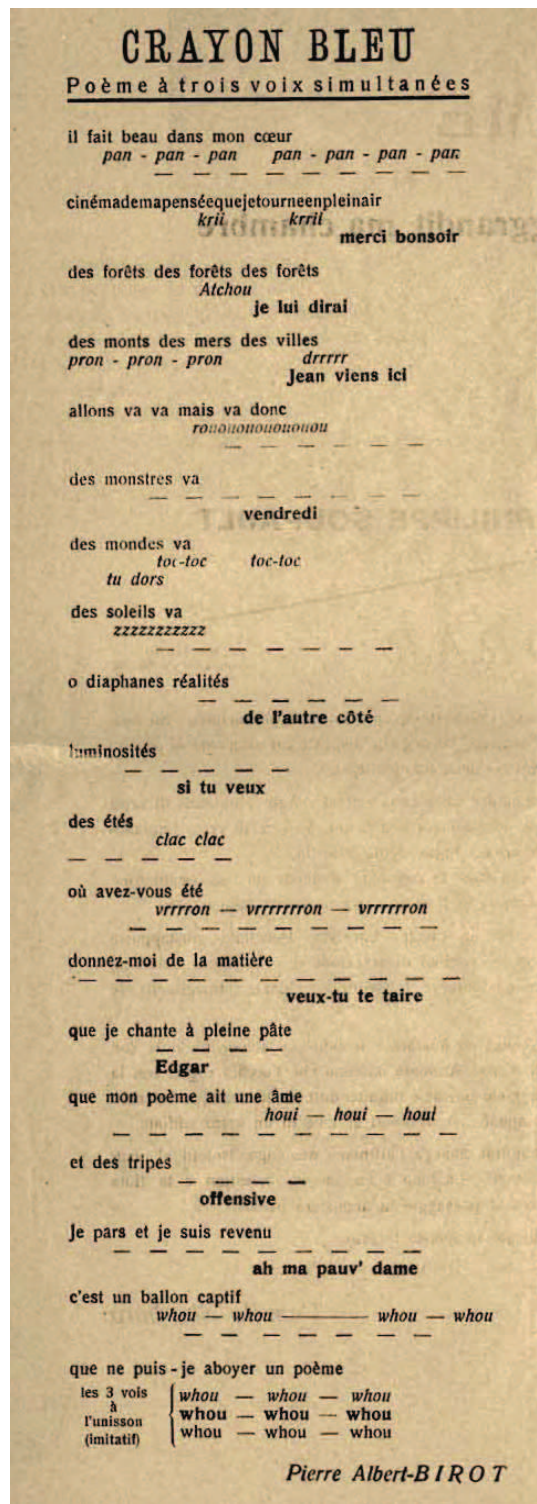 CRAYON BLEU
Poème à trois voix simultanées
il fait beau dans mon cœur
pan - pan - pan pan - pan - pan - pan
— — — — — — — —
cinémademapenséequejetourneenpleinair
krii krrii
merci bonsoir
des forêts des forêts des forêts
Atchou
je lui dirai
des monts des mers des villes
pron - pron - pron drrrrr
Jean viens ici
allons va va mais va donc
rououououououou
— — — — — —
des monstres va
— — — — — — — —
vendredi
des mondes va
toc-toc toc-toc
tu dors
des soleils va
zzzzzzzzzzz
— — — — — — —
o diaphanes réalités
— — — — — —
de l'autre côté
luminosités
— — — — —
si tu veux
des étés
clac clac
— — — — —
où avez-vous été
vrrrron — vrrrrrrron — vrrrrrron
— — — — — — — — —
donnez-moi de la matière
— — — — — — — — — — —
veux-tu te taire
que je chante à pleine pâte
— — — —
Edgar
que mon poème ait une âme
houi — houi — houi
— — — — — — — — — —
et des tripes
— — — — —
offensive
Je pars et je suis revenu
— — — — — — — — —
ah ma pauv' dame
c'est un ballon captif
whou — whou ——— whou — whou
— — — — — — —
que ne puis-je aboyer un poème
les 3 vois whou — whou — whou
à whou — whou — whou
l'unisson whou — whou — whou
(imitatif)
Pierre Albert-BIROT